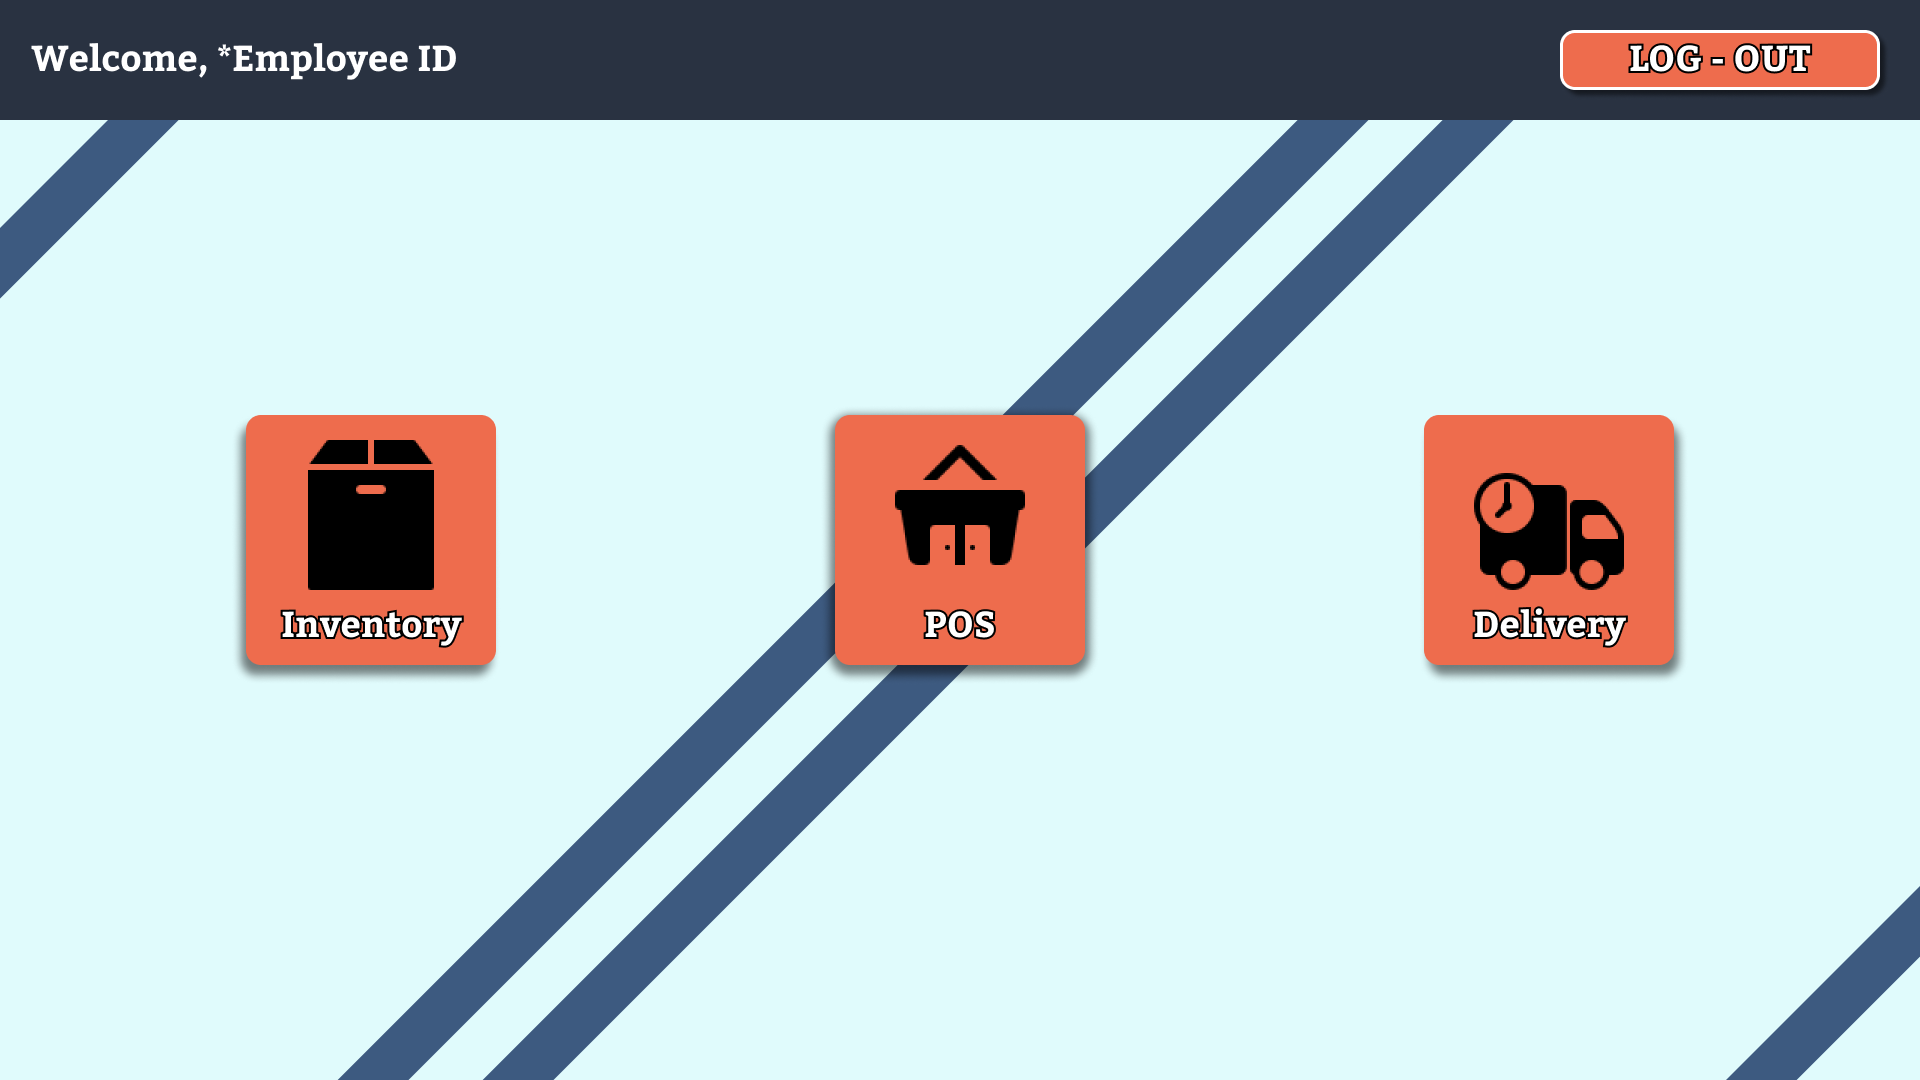 Welcome, *Employee ID
LOG - OUT
Inventory
POS
Delivery